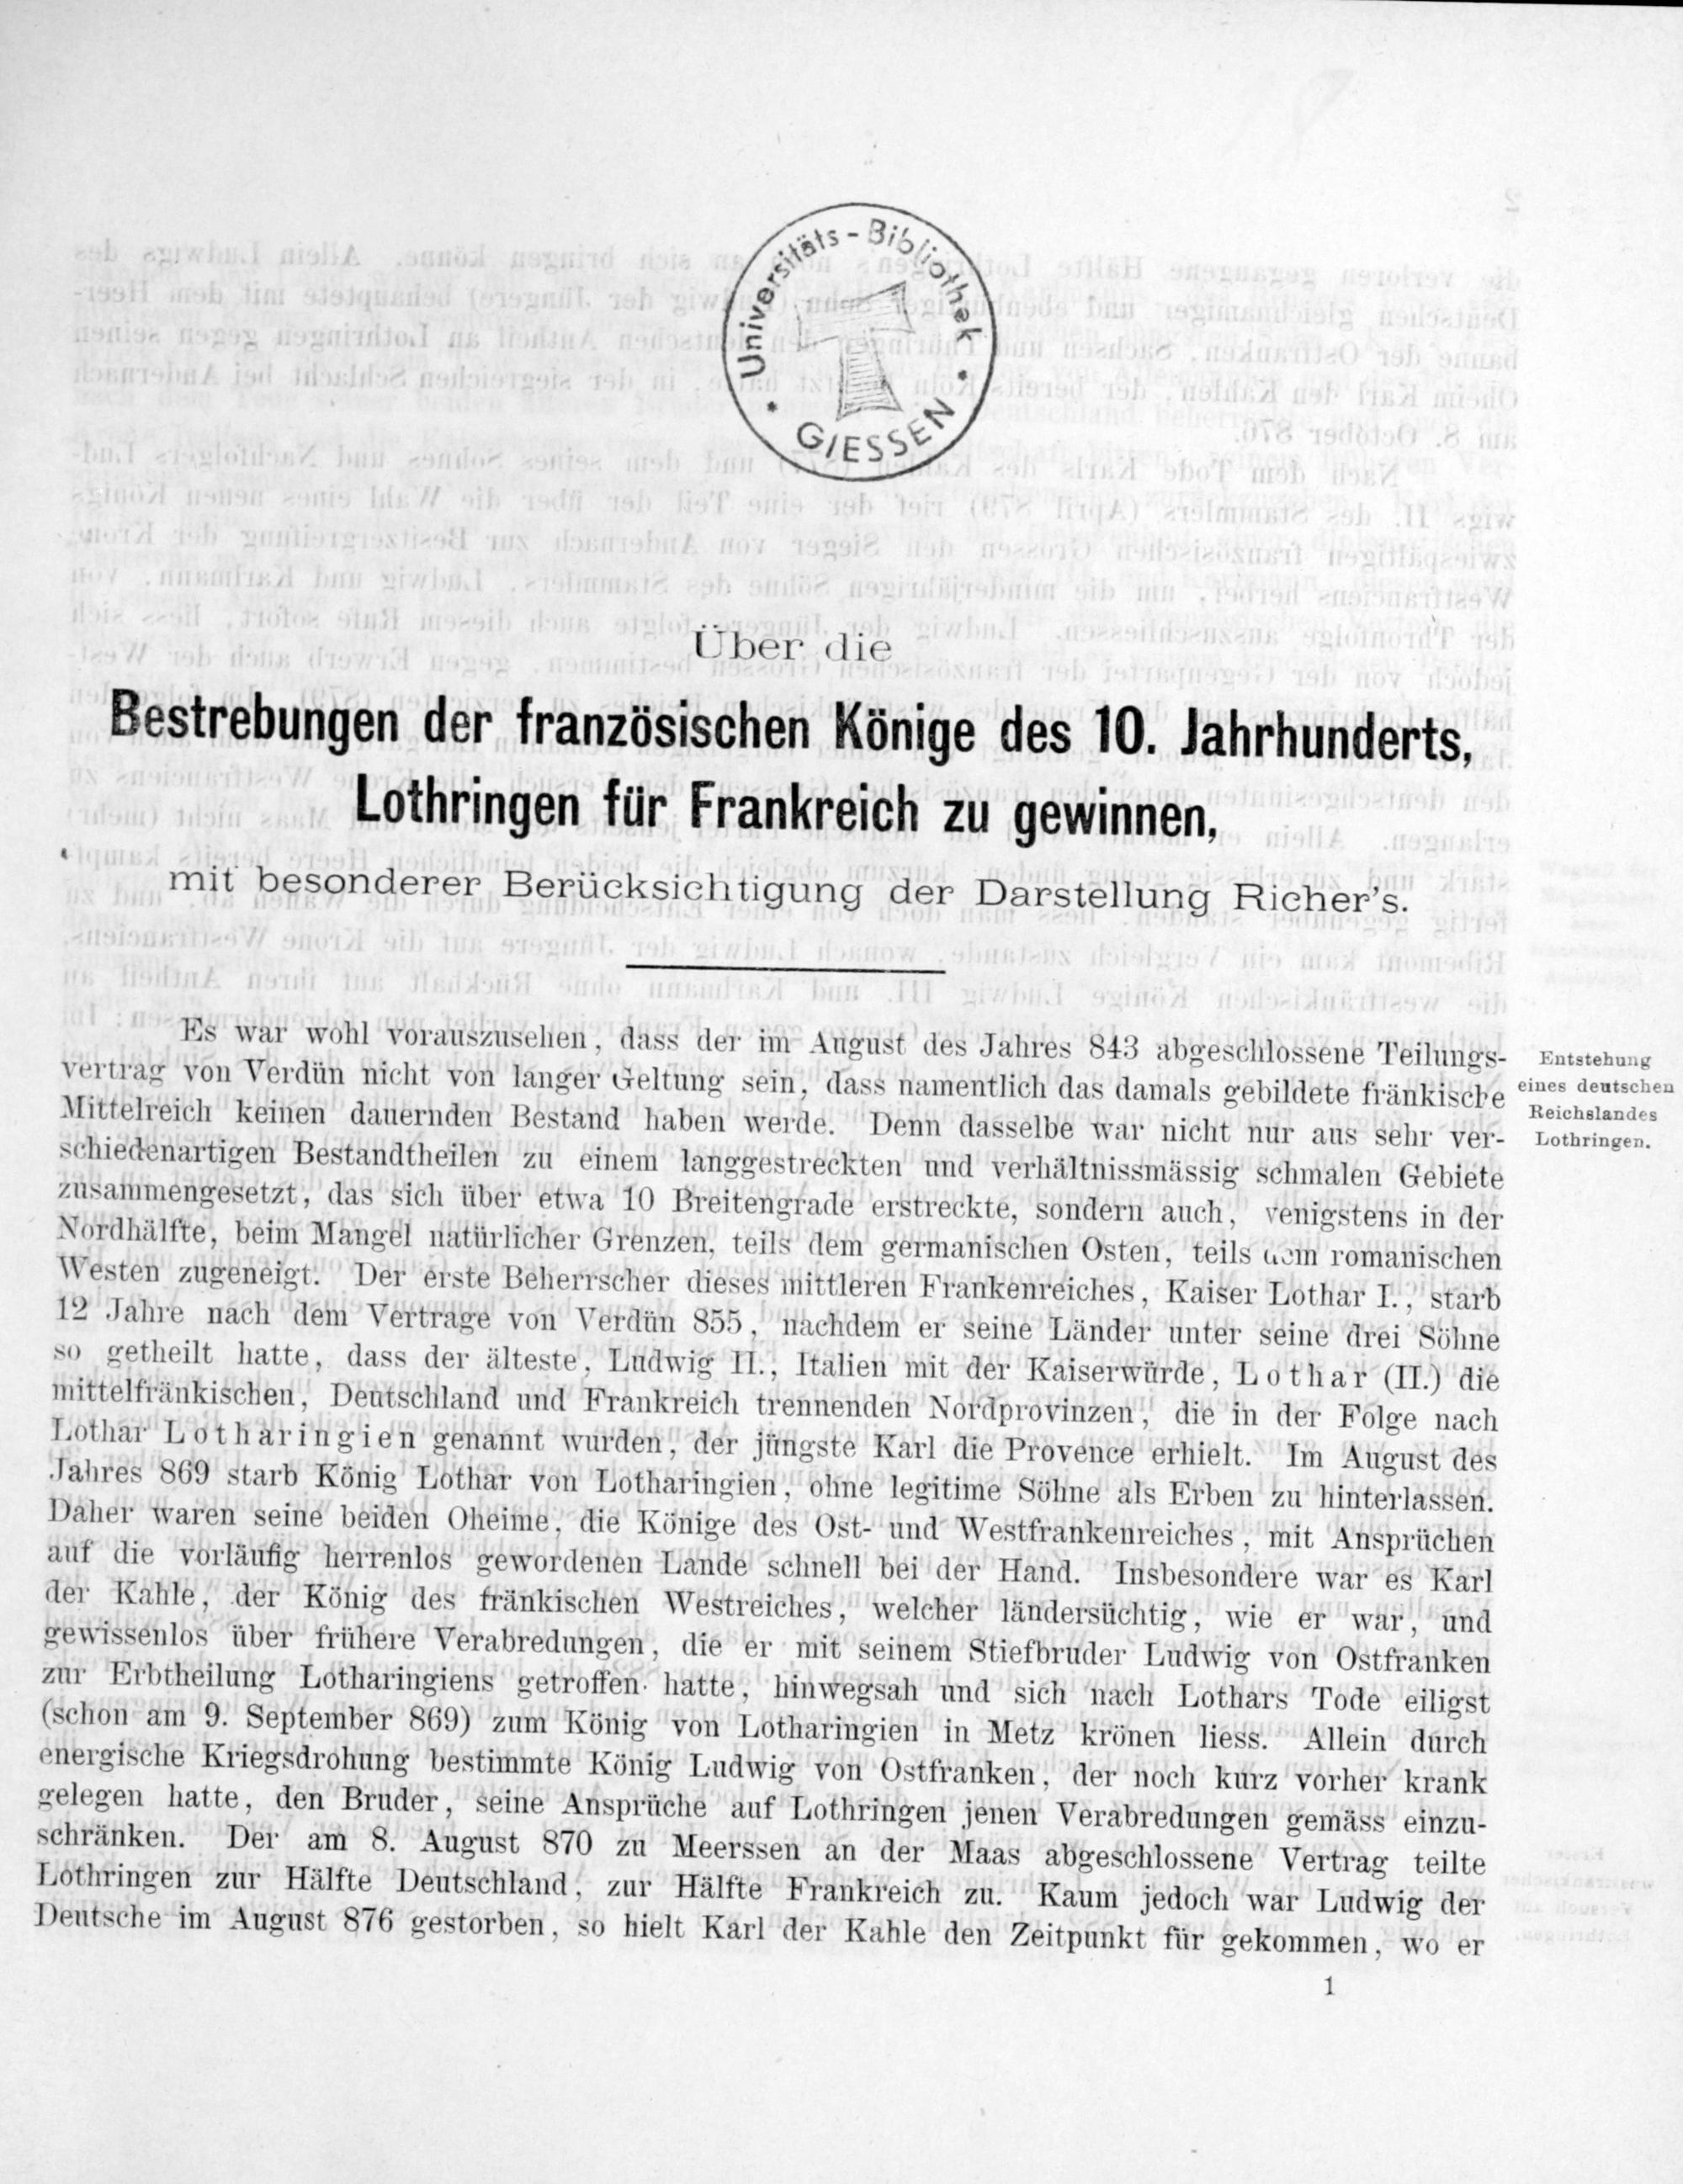 Universitäts-Bibliothek
GIESSEN
Über die
Bestrebungen der französischen Könige des 10. Jahrhunderts,
Lothringen für Frankreich zu gewinnen,
mit besonderer Berücksichtigung der Darstellung Richer's.
Es war wohl vorauszusehen, dass der im August des Jahres 843 abgeschlossene Teilungs-
vertrag von Verdün nicht von langer Geltung sein, dass namentlich das damals gebildete fränkische
Mittelreich keinen dauernden Bestand haben werde. Denn dasselbe war nicht nur aus sehr ver-
schiedenartigen Bestandtheilen zu einem langgestreckten und verhältnissmässig schmalen Gebiete
zusammengesetzt, das sich über etwa 10 Breitengrade erstreckte, sondern auch, wenigstens in der
Nordhälfte, beim Mangel natürlicher Grenzen, teils dem germanischen Osten, teils dem romanischen
Westen zugeneigt. Der erste Beherrscher dieses mittleren Frankenreiches, Kaiser Lothar I., starb
12 Jahre nach dem Vertrage von Verdün 855, nachdem er seine Länder unter seine drei Söhne
so getheilt hatte, dass der älteste, Ludwig II., Italien mit der Kaiserwürde, Lothar (II.) die
mittelfränkischen, Deutschland und Frankreich trennenden Nordprovinzen, die in der Folge nach
Lothar Lotharingien genannt wurden, der jüngste Karl die Provence erhielt. Im August des
Jahres 869 starb König Lothar von Lotharingien, ohne legitime Söhne als Erben zu hinterlassen.
Daher waren seine beiden Oheime, die Könige des Ost- und Westfrankenreiches, mit Ansprüchen
auf die vorläufig herrenlos gewordenen Lande schnell bei der Hand. Insbesondere war es Karl
der Kahle, der König des fränkischen Westreiches, welcher ländersüchtig, wie er war, und
gewissenlos über frühere Verabredungen, die er mit seinem Stiefbruder Ludwig von Ostfranken
zur Erbtheilung Lotharingiens getroffen hatte, hinwegsah und sich nach Lothars Tode eiligst
(schon am 9. September 869) zum König von Lotharingien in Metz krönen liess. Allein durch
energische Kriegsdrohung bestimmte König Ludwig von Ostfranken, der noch kurz vorher krank
gelegen hatte, den Bruder, seine Ansprüche auf Lothringen jenen Verabredungen gemäss einzu-
schränken. Der am 8. August 870 zu Meerssen an der Maas abgeschlossene Vertrag teilte
Lothringen zur Hälfte Deutschland, zur Hälfte Frankreich zu. Kaum jedoch war Ludwig der
Deutsche im August 876 gestorben, so hielt Karl der Kahle den Zeitpunkt für gekommen, wo er
Entstehung
eines deutschen
Reichslandes
Lothringen.
1